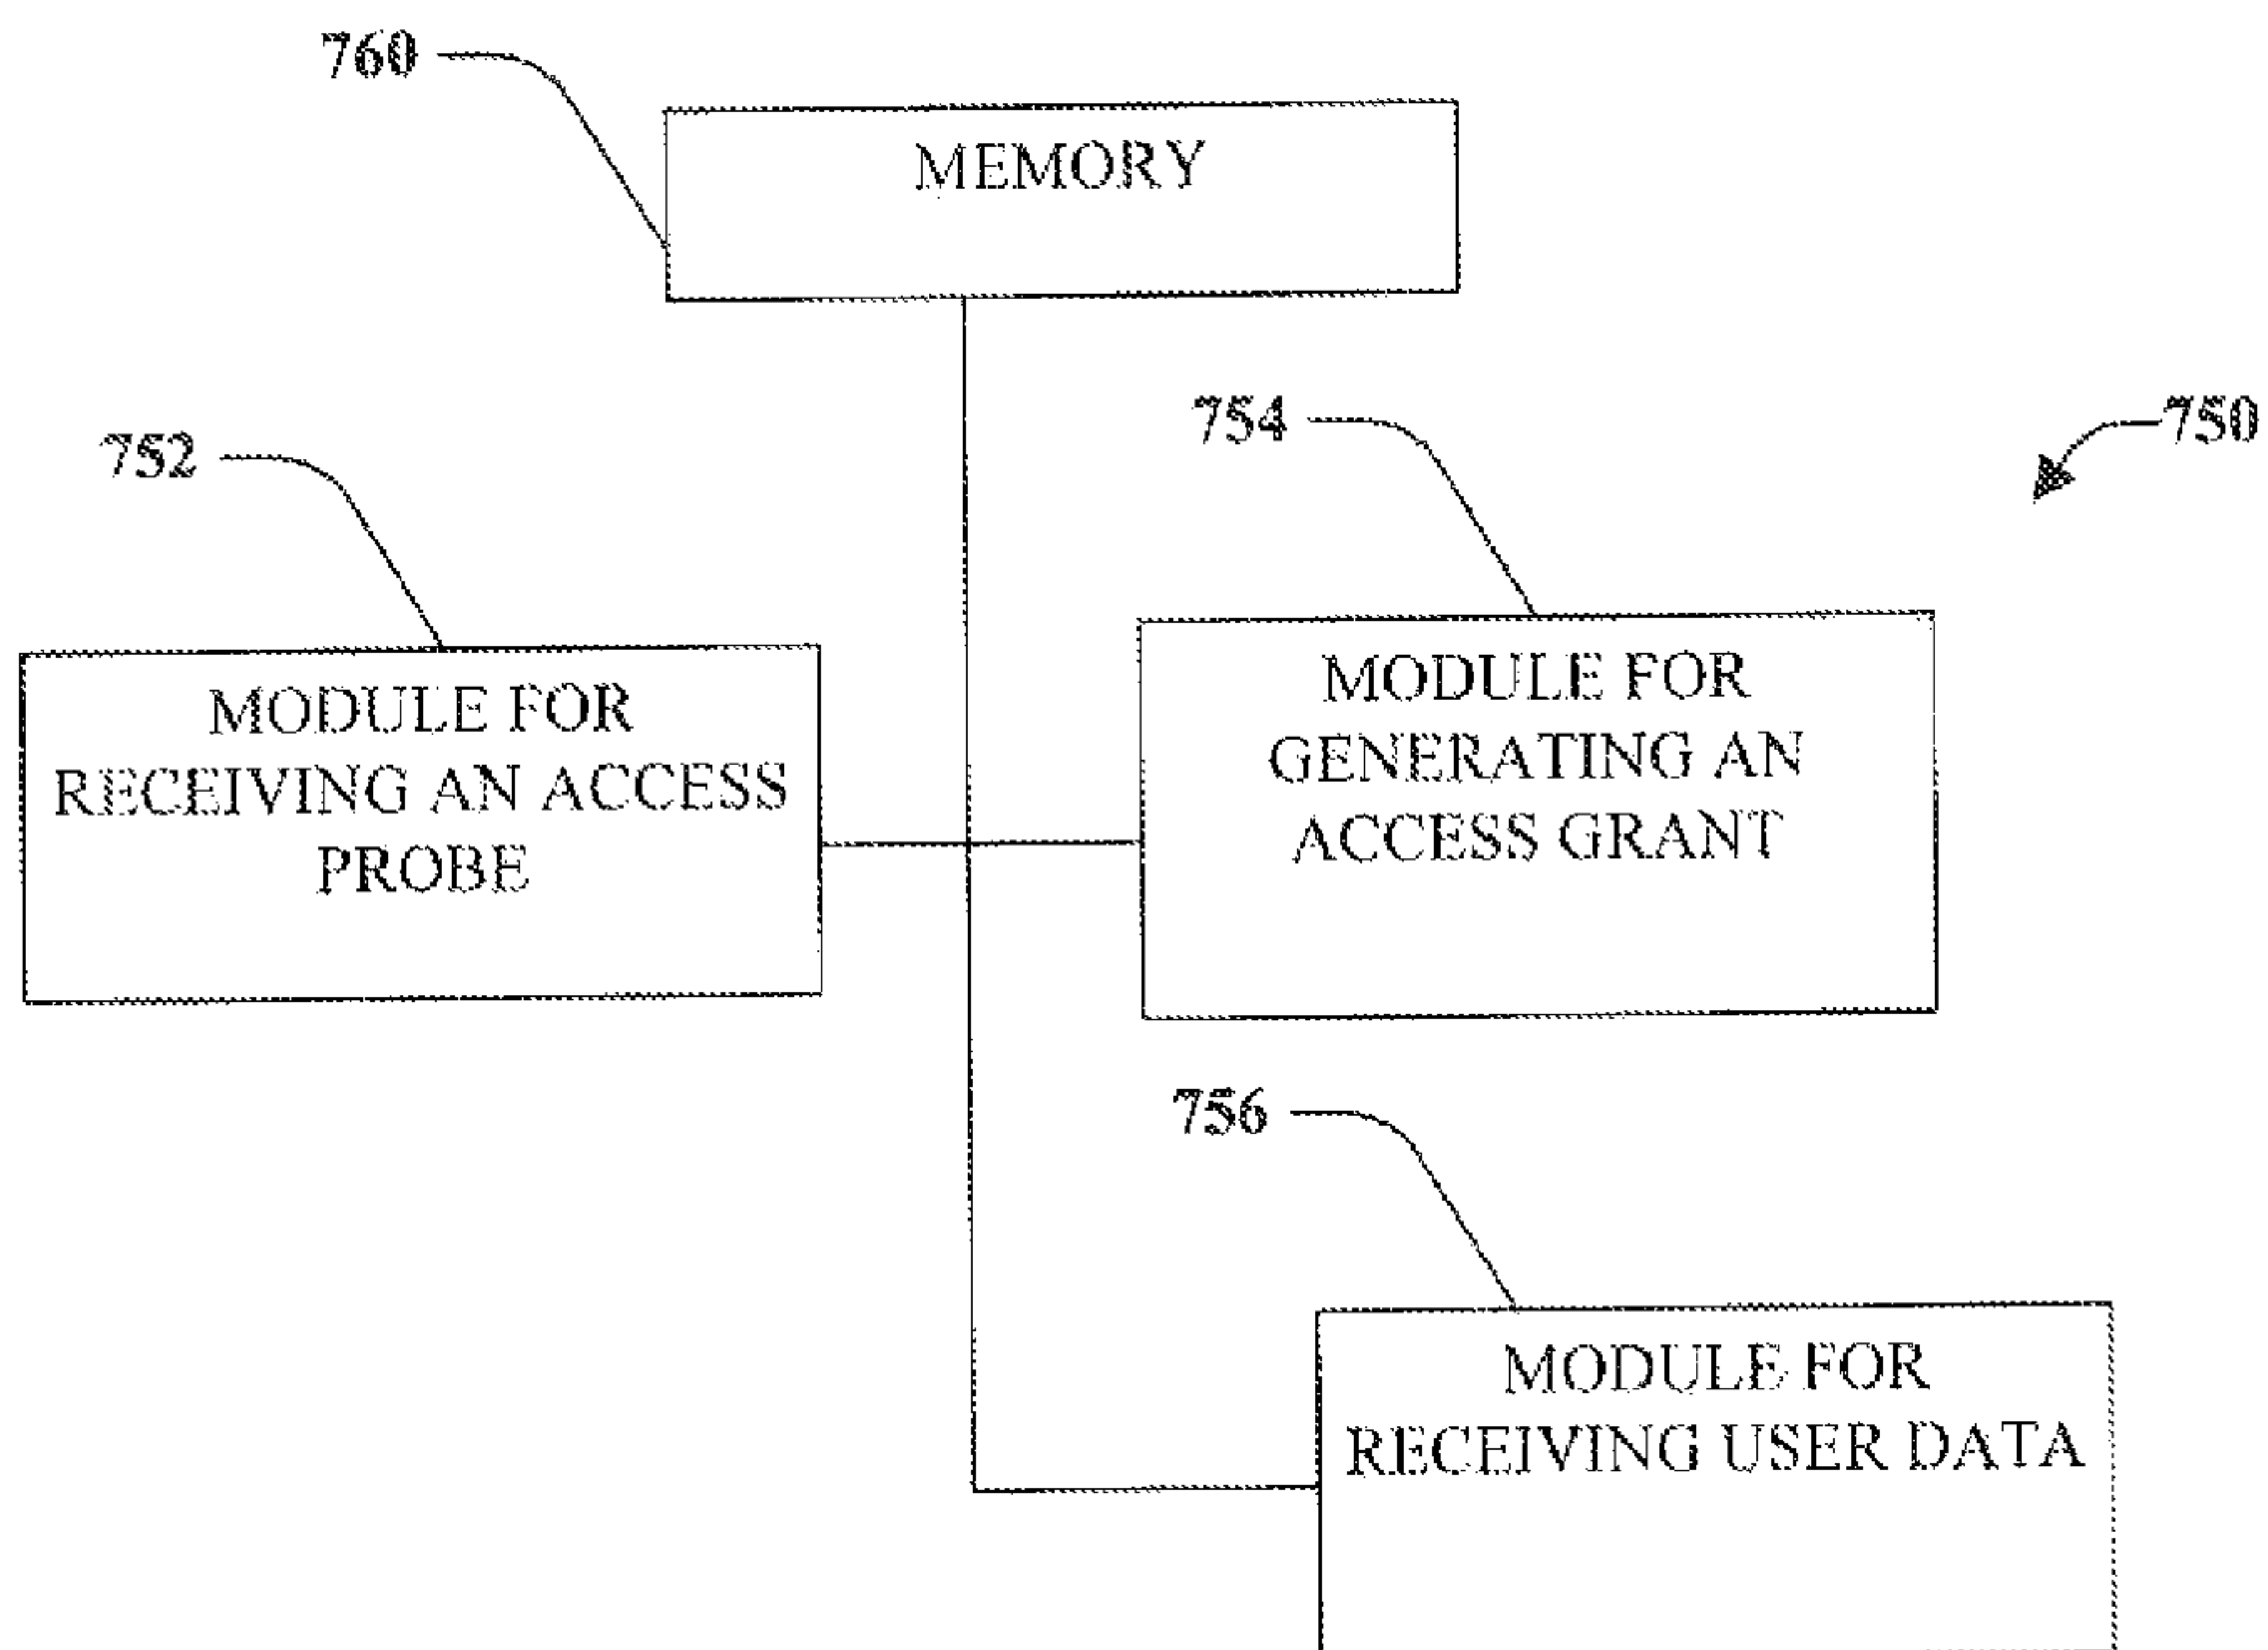 760
MEMORY
754
750
752
MODULE FOR
RECEIVING AN ACCESS
PROBE
MODULE FOR
GENERATING AN
ACCESS GRANT
756
MODULE FOR
RECEIVING USER DATA